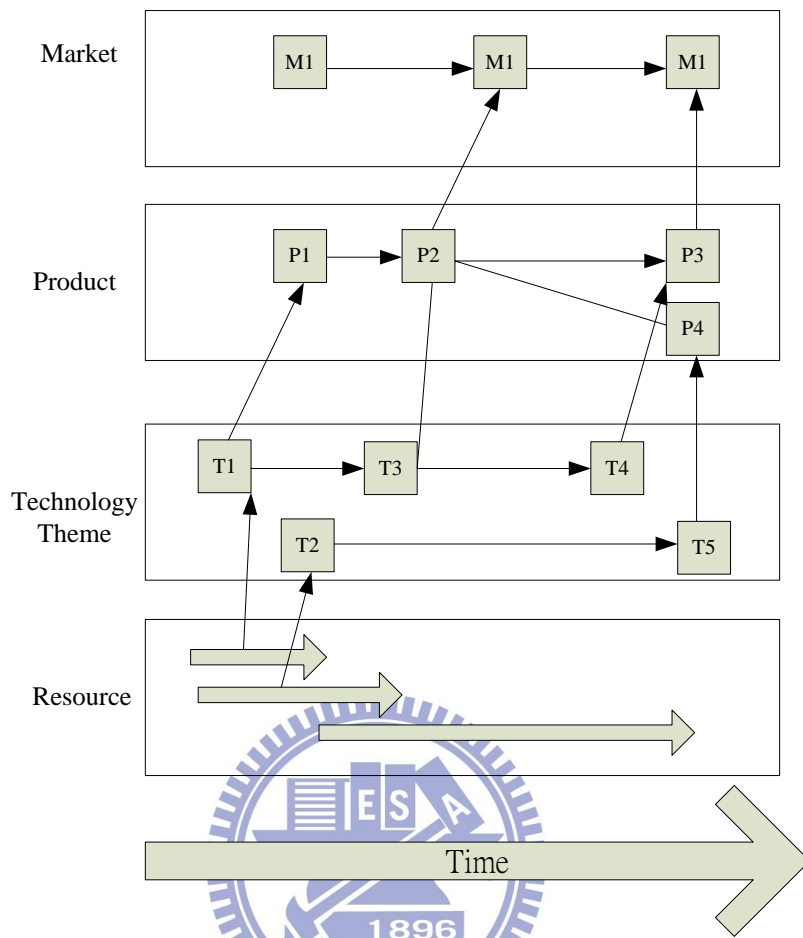 Market
M1
M1
M1
Product
P1
P2
P3
P4
Technology
Theme
T1
T3
T4
T2
T5
Resource
E S A
Time
1896